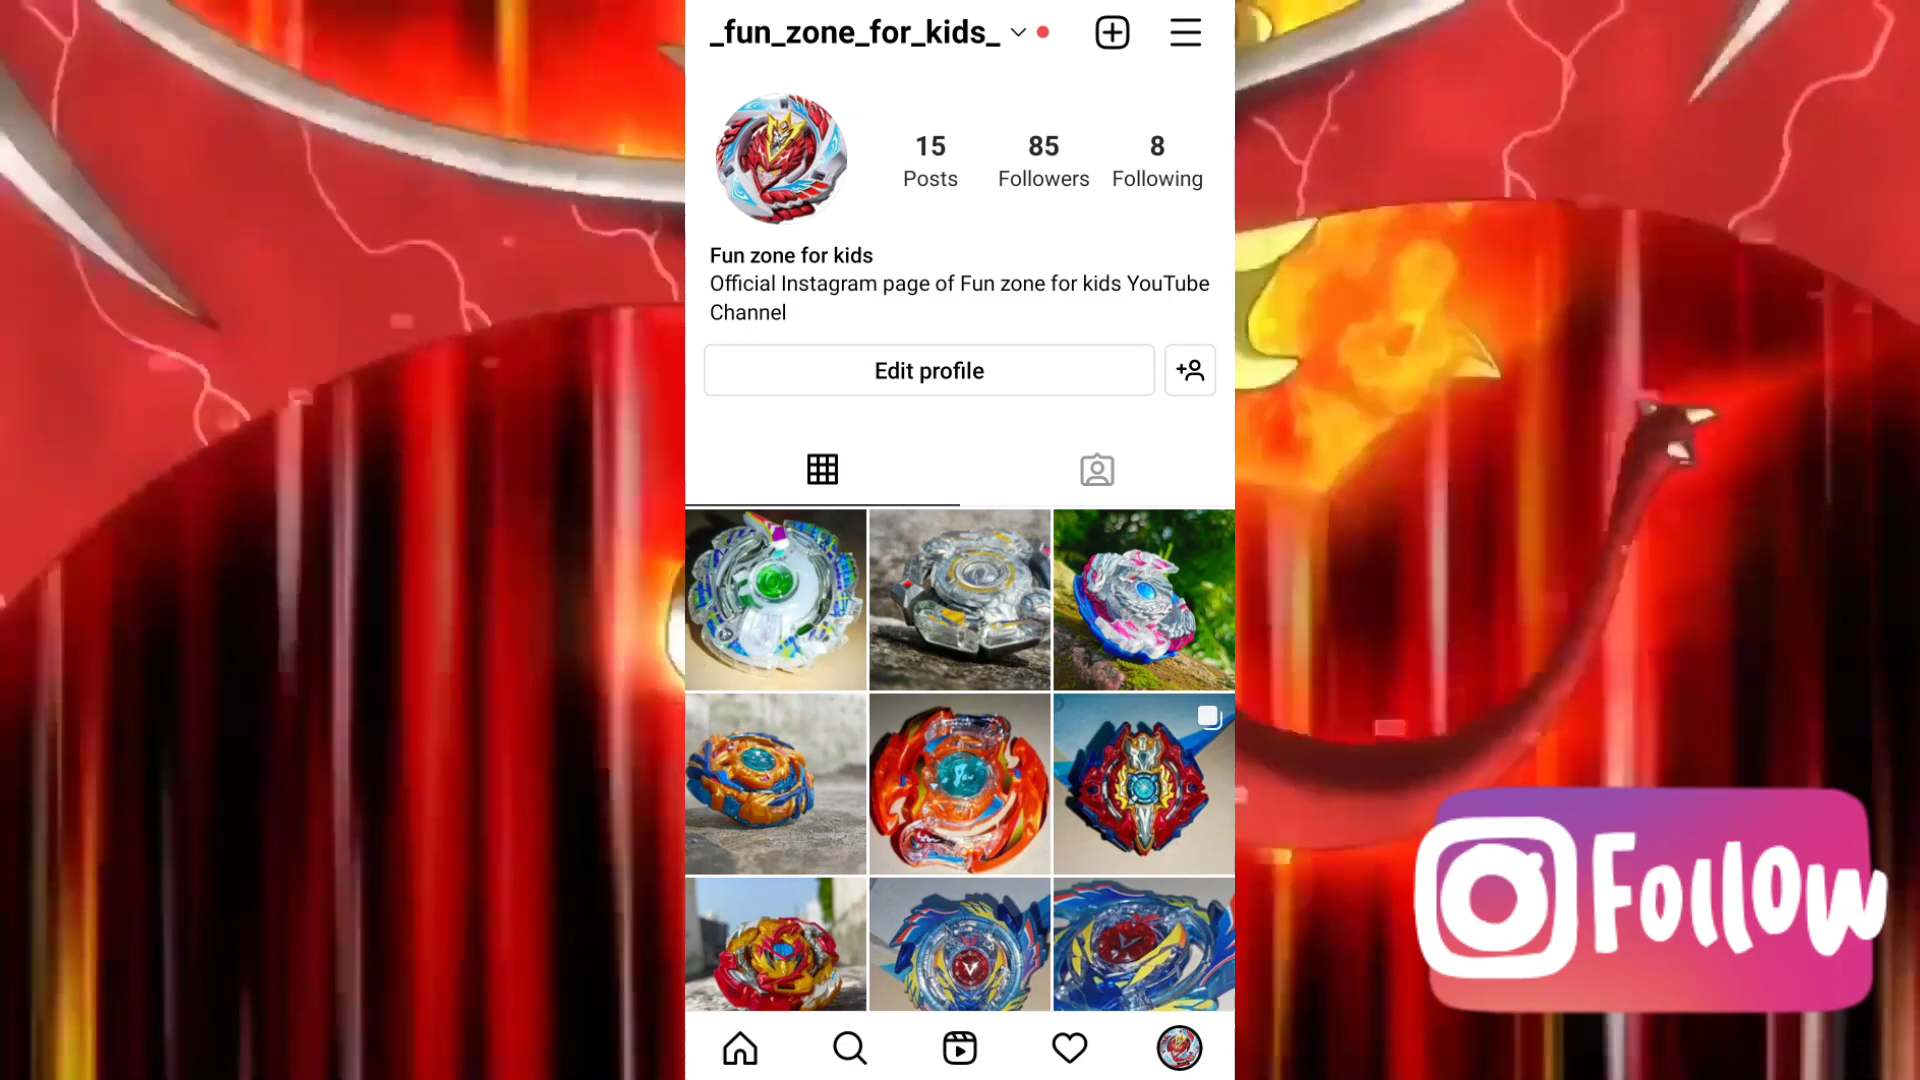 _fun_zone_for_kids_
15 85 8
Posts Followers Following
Fun zone for kids
Official Instagram page of Fun zone for kids YouTube
Channel
Edit profile
Follow